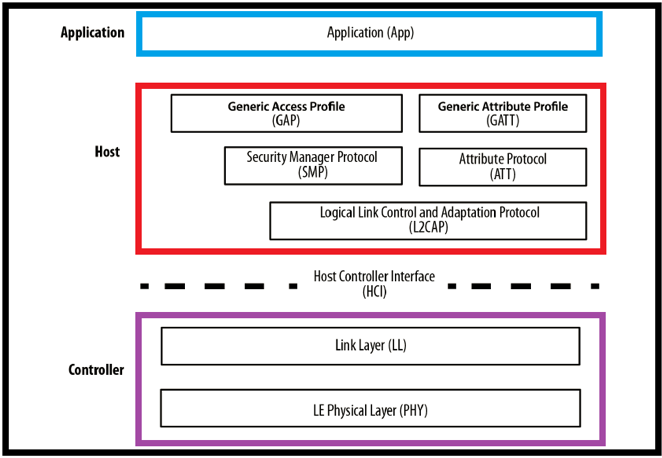 Application
Application (App)
Host
Generic Access Profile
(GAP)
Generic Attribute Profile
(GATT)
Security Manager Protocol
(SMP)
Attribute Protocol
(ATT)
Logical Link Control and Adaptation Protocol
(L2CAP)
Host Controller Interface
(HCI)
Controller
Link Layer (LL)
LE Physical Layer (PHY)